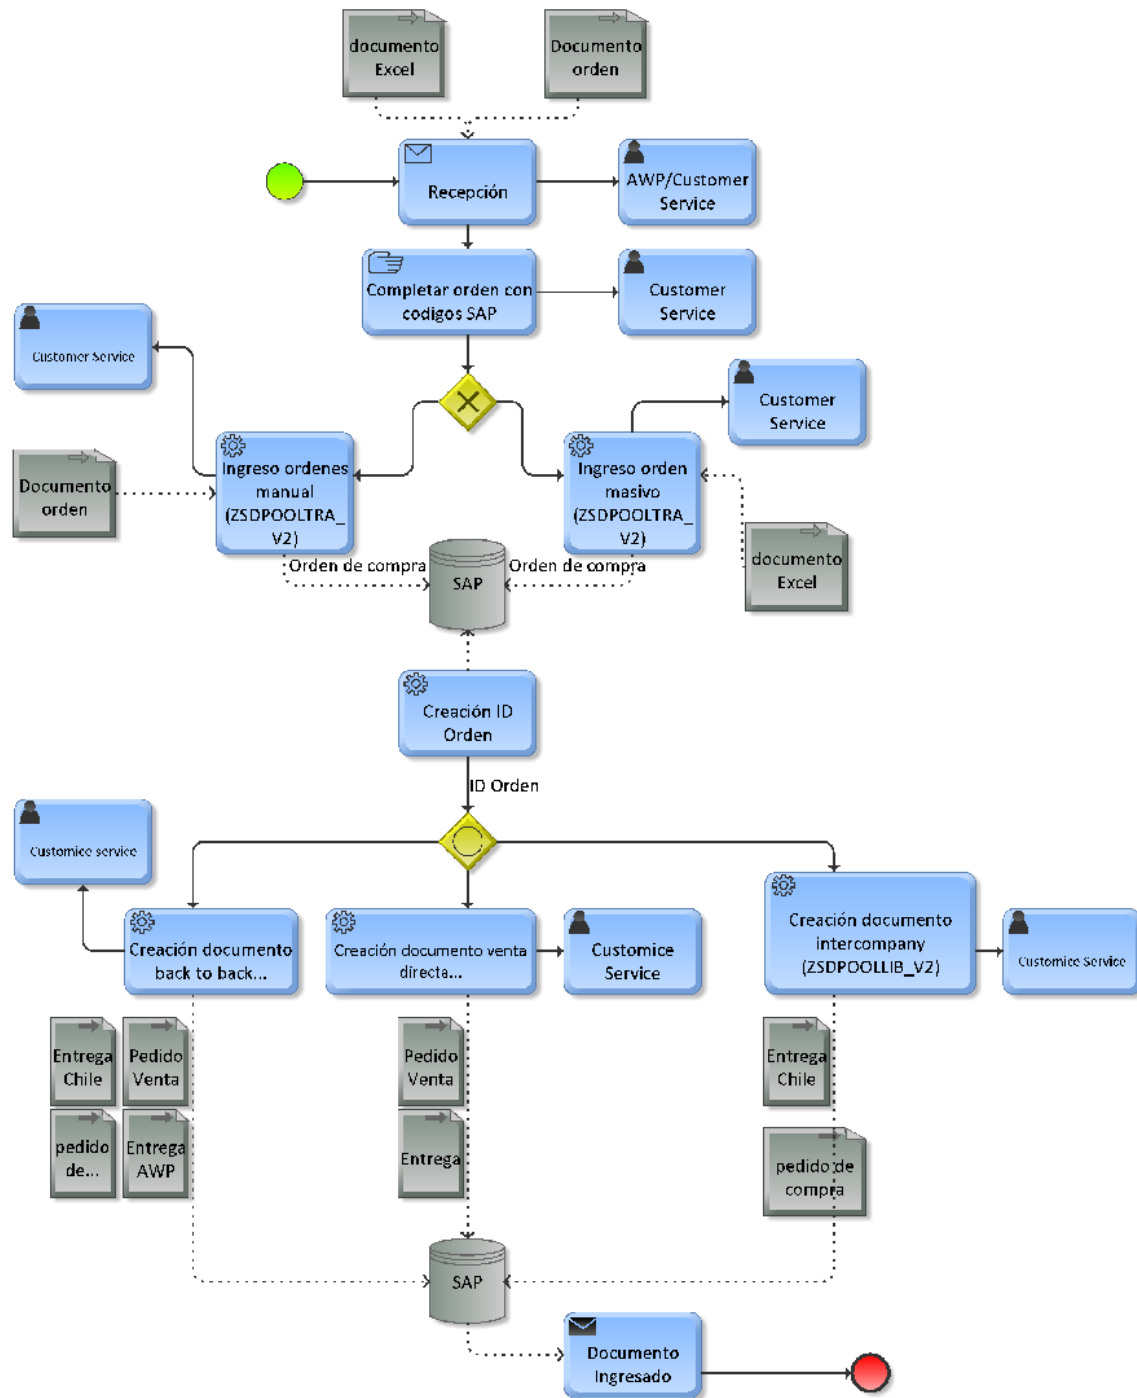 documento
Excel
Documento
orden
Recepción
AWP/Customer
Service
Completar orden con
codigos SAP
Customer
Service
Customer Service
Customer
Service
Ingreso ordenes
manual
(ZSDPOOLTRA_
V2)
Ingreso orden
masivo
(ZSDPOOLTRA_
V2)
Documento
orden
documento
Excel
Orden de compra
SAP
Orden de compra
Creación ID
Orden
ID Orden
Customice service
Creación documento
back to back...
Creación documento venta
directa...
Customice
Service
Creación documento
intercompany
(ZSDPOOLLIB_V2)
Customice Service
Entrega
Chile
Pedido
Venta
pedido
de...
Entrega
AWP
Pedido
Venta
Entrega
Entrega
Chile
pedido de
compra
SAP
Documento
Ingresado